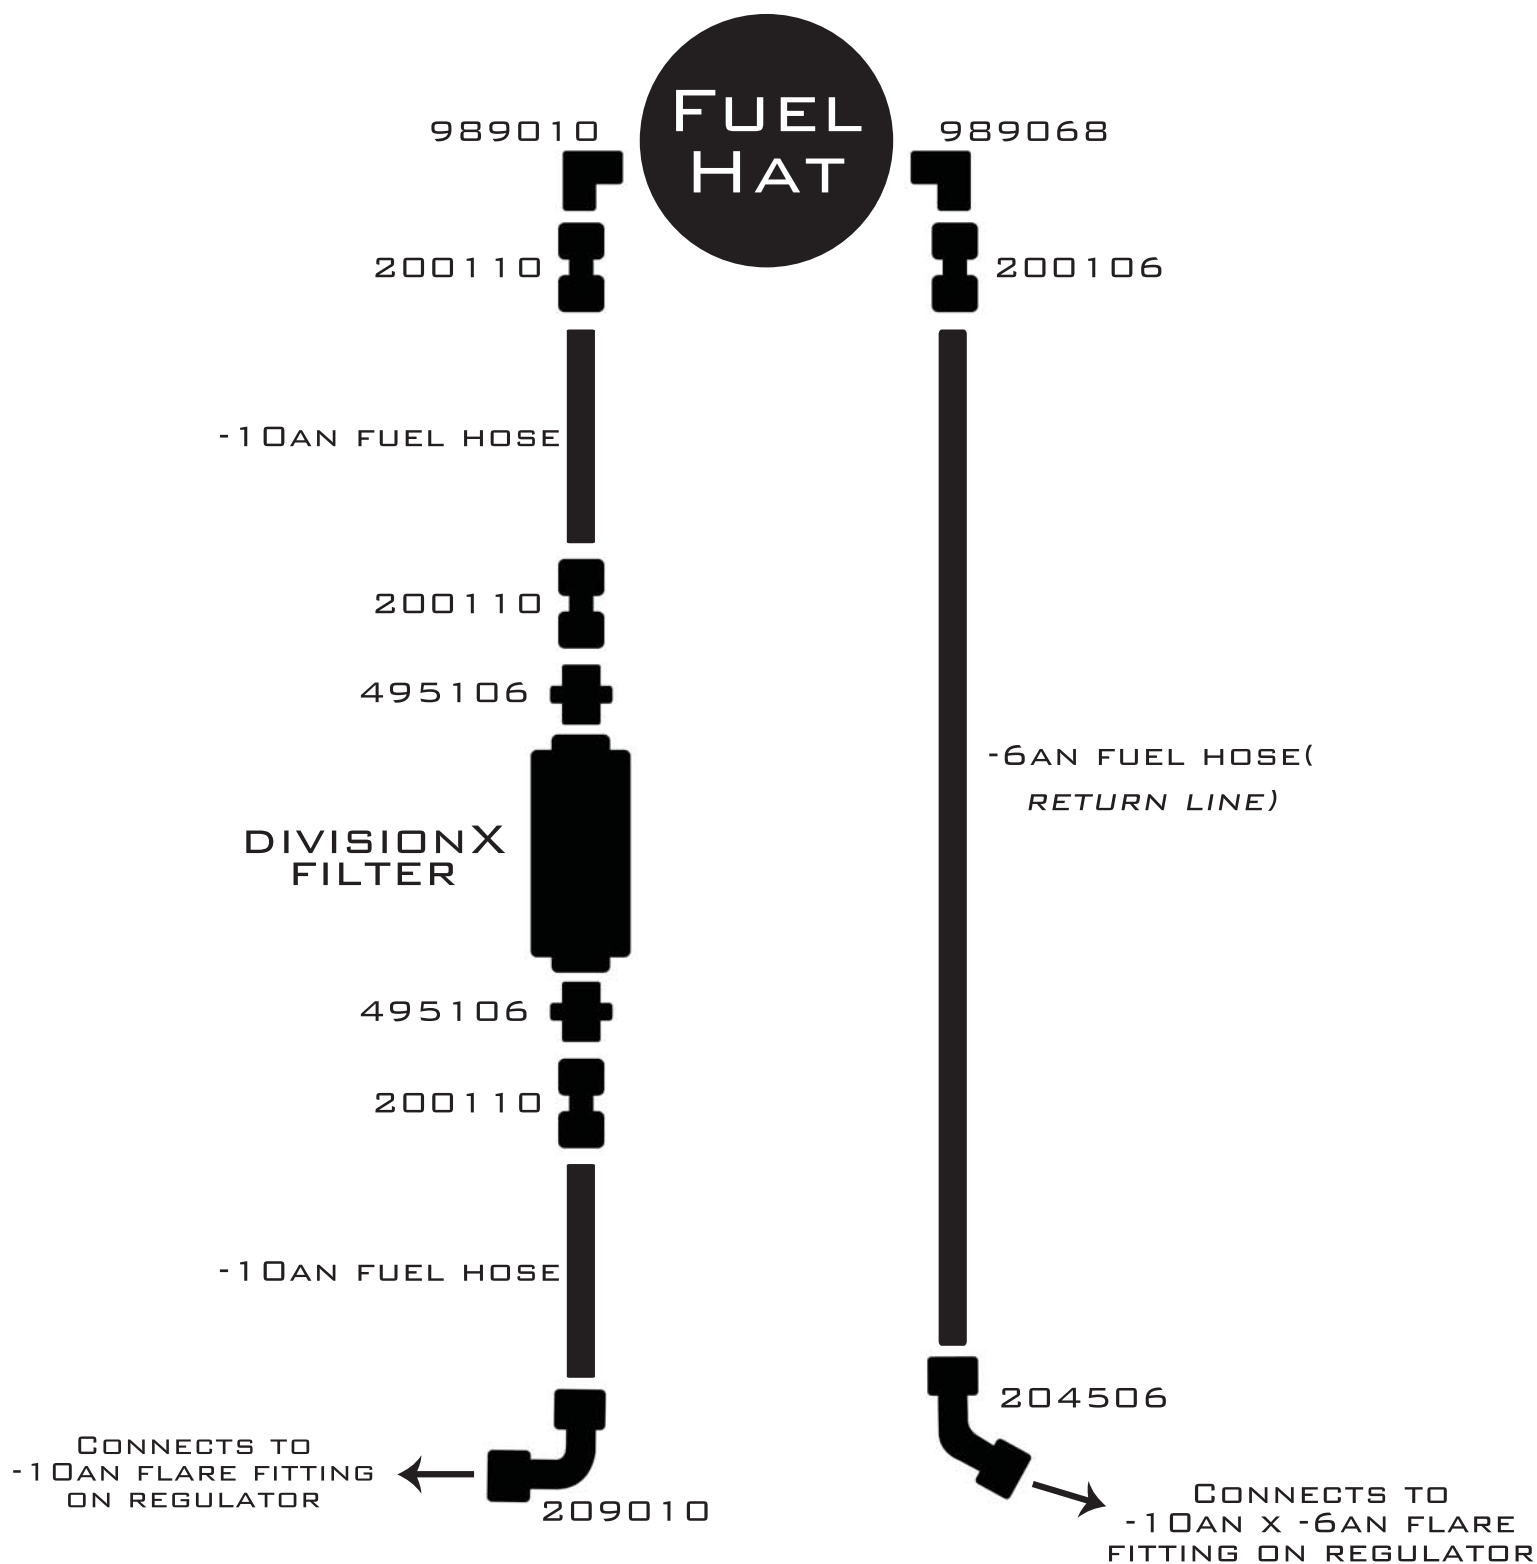 Fuel
Hat
989010
989068
200110
200106
-10an fuel hose
200110
495106
-6an fuel hose(
return line)
divisionX
filter
495106
200110
-10an fuel hose
204506
Connects to
-10an flare fitting
on regulator
209010
Connects to
-10an x -6an flare
fitting on regulator